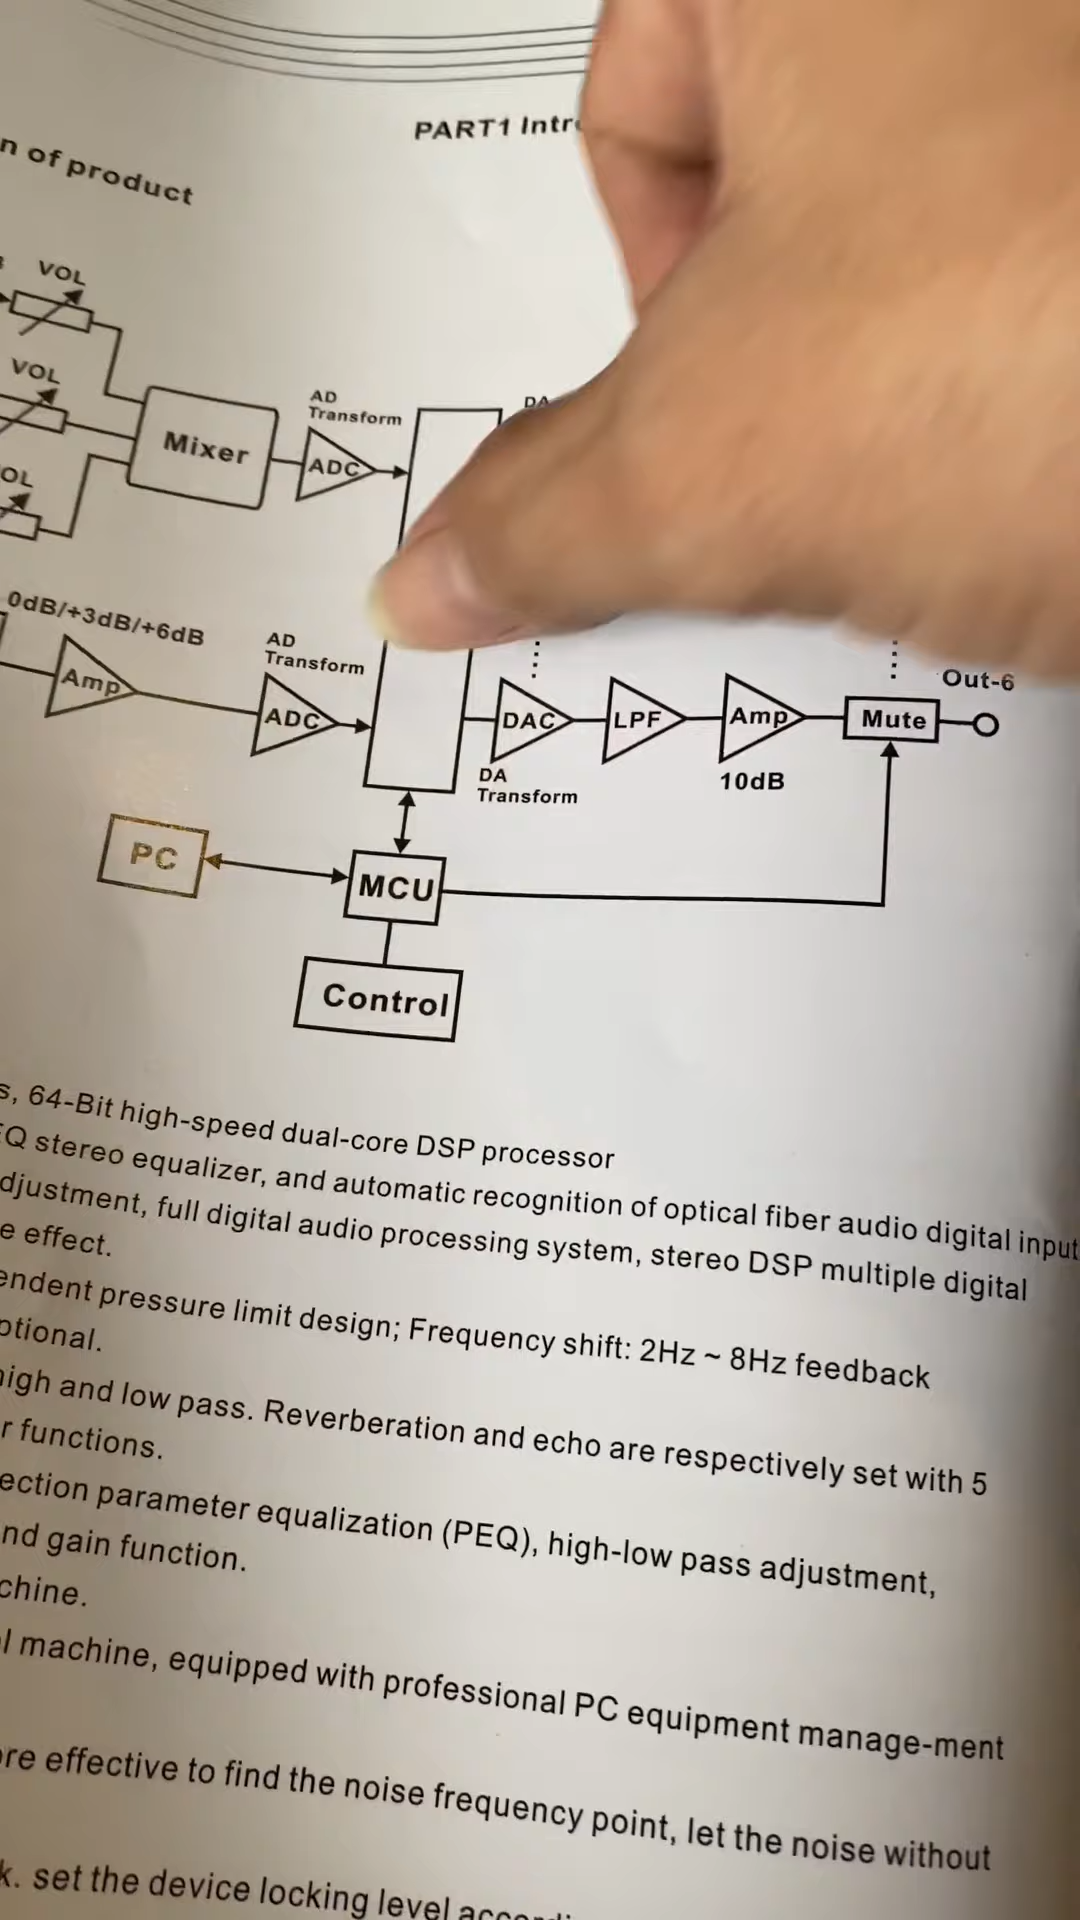 PART1
n of product
VOL
VOL
OL
Mixer
AD
Transform
ADC
0dB/+3dB/+6dB
Amp
AD
Transform
ADC
DAC
DA
Transform
LPF
Amp
10dB
Mute
Out-6
PC
MCU
Control
s, 64-Bit high-speed dual-core DSP processor
EQ stereo equalizer, and automatic recognition of optical fiber audio digital input
djustment, full digital audio processing system, stereo DSP multiple digital
e effect.
endent pressure limit design; Frequency shift: 2Hz ~ 8Hz feedback
ptional.
high and low pass. Reverberation and echo are respectively set with 5
r functions.
ection parameter equalization (PEQ), high-low pass adjustment,
nd gain function.
chine.
l machine, equipped with professional PC equipment manage-ment
ore effective to find the noise frequency point, let the noise without
k. set the device locking level